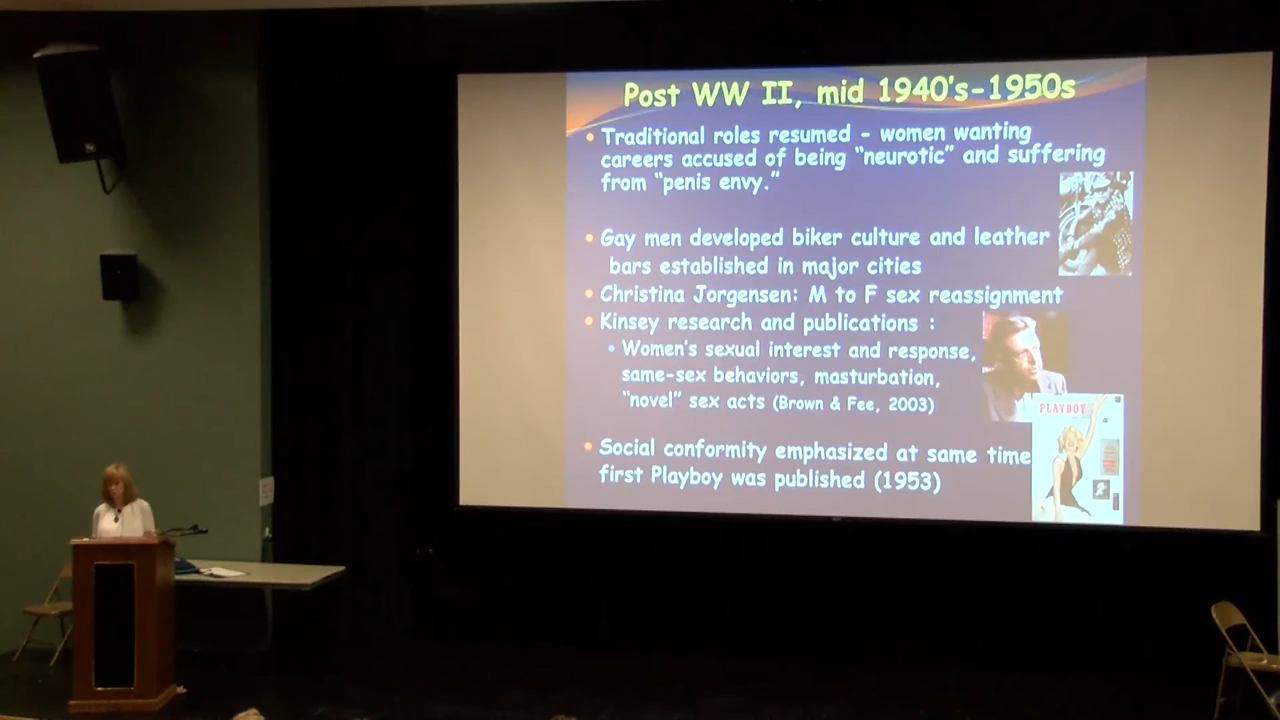 Post WW II, mid 1940's-1950s
• Traditional roles resumed - women wanting
careers accused of being "neurotic" and suffering
from "penis envy."
• Gay men developed biker culture and leather
bars established in major cities
• Christina Jorgensen: M to F sex reassignment
• Kinsey research and publications :
• Women's sexual interest and response,
same-sex behaviors, masturbation,
"novel" sex acts (Brown & Fee, 2003)
PLAYBOY
• Social conformity emphasized at same time
first Playboy was published (1953)